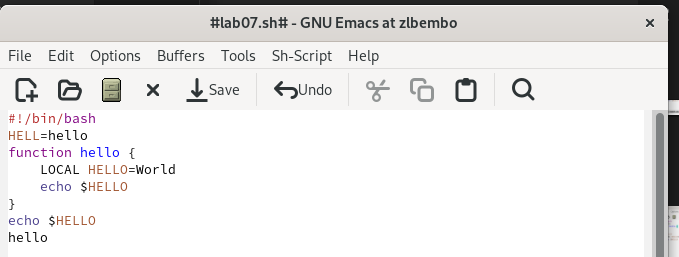 #lab07.sh# - GNU Emacs at zlbembo
File Edit Options Buffers Tools Sh-Script Help
Save Undo
#!/bin/bash
HELL=hello
function hello {
    LOCAL HELLO=World
    echo $HELLO
}
echo $HELLO
hello